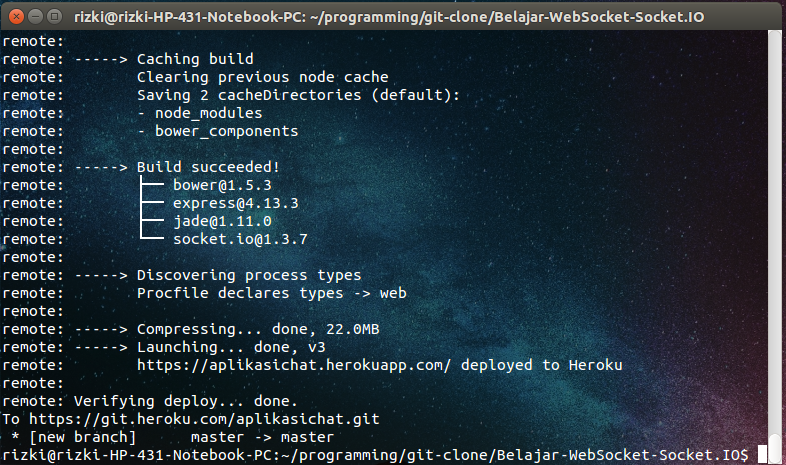 rizki@rizki-HP-431-Notebook-PC: ~/programming/git-clone/Belajar-WebSocket-Socket.IO
remote:
remote: -----> Caching build
remote:        Clearing previous node cache
remote:        Saving 2 cacheDirectories (default):
remote:        - node_modules
remote:        - bower_components
remote:
remote: -----> Build succeeded!
remote:        ├── bower@1.5.3
remote:        ├── express@4.13.3
remote:        ├── jade@1.11.0
remote:        └── socket.io@1.3.7
remote:
remote: -----> Discovering process types
remote:        Procfile declares types -> web
remote:
remote: -----> Compressing... done, 22.0MB
remote: -----> Launching... done, v3
remote:        https://aplikasichat.herokuapp.com/ deployed to Heroku
remote:
remote: Verifying deploy... done.
To https://git.heroku.com/aplikasichat.git
 * [new branch]      master -> master
rizki@rizki-HP-431-Notebook-PC:~/programming/git-clone/Belajar-WebSocket-Socket.IO$